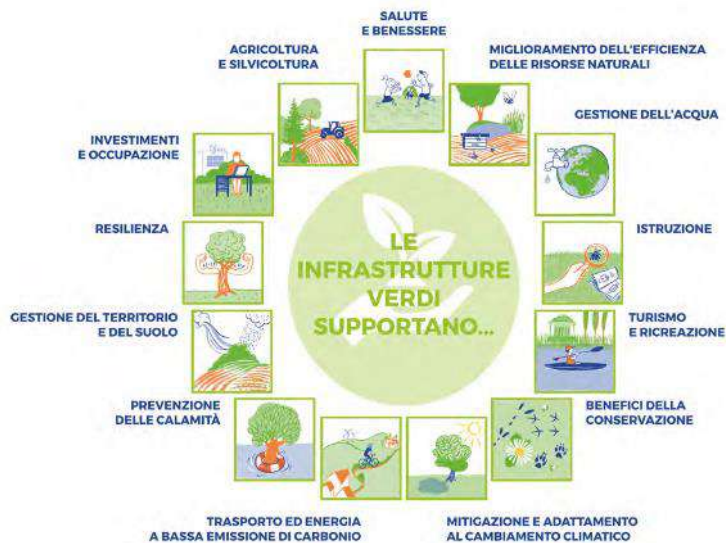 SALUTE
E BENESSERE
AGRICOLTURA
E SILVICOLTURA
MIGLIORAMENTO DELL'EFFICIENZA
DELLE RISORSE NATURALI
GESTIONE DELL'ACQUA
INVESTIMENTI
E OCCUPAZIONE
RESILIENZA
ISTRUZIONE
LE
INFRASTRUTTURE
VERDI
SUPPORTANO...
GESTIONE DEL TERRITORIO
E DEL SUOLO
TURISMO
E RICREAZIONE
PREVENZIONE
DELLE CALAMITÀ
BENEFICI DELLA
CONSERVAZIONE
TRASPORTO ED ENERGIA
A BASSA EMISSIONE DI CARBONIO
MITIGAZIONE E ADATTAMENTO
AL CAMBIAMENTO CLIMATICO